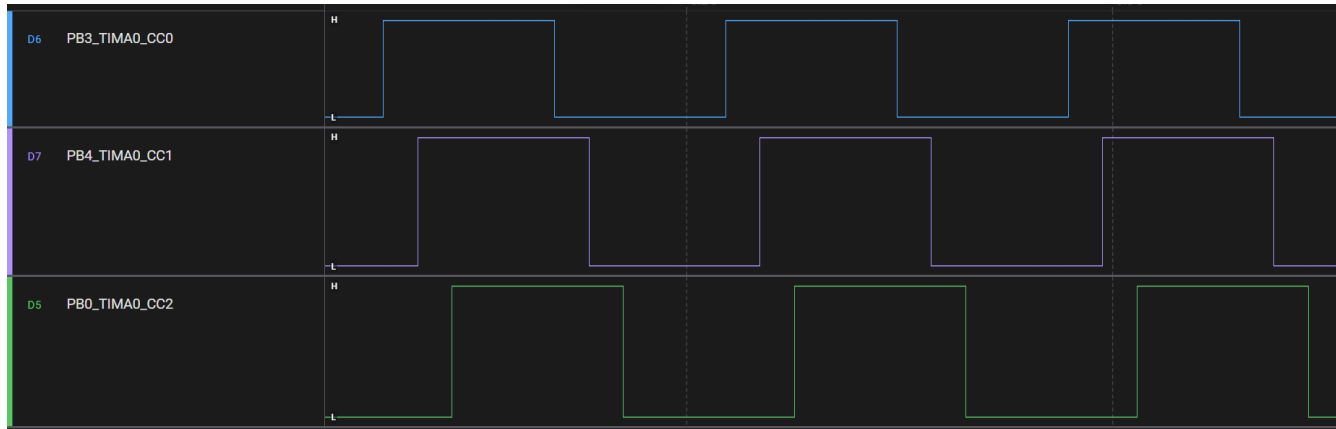 D6 PB3_TIMA0_CC0 H
L
D7 PB4_TIMA0_CC1 H
L
D5 PB0_TIMA0_CC2 H
L